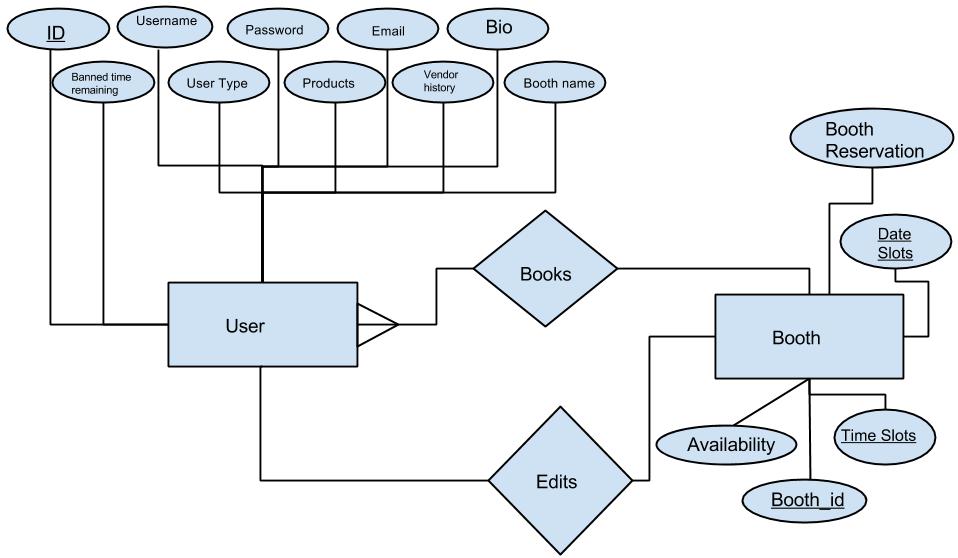 ID
Username
Password
Email
Bio
Banned time
remaining
User Type
Products
Vendor
history
Booth name
Booth
Reservation
Date
Slots
Books
User
Booth
Availability
Time Slots
Edits
Booth_id